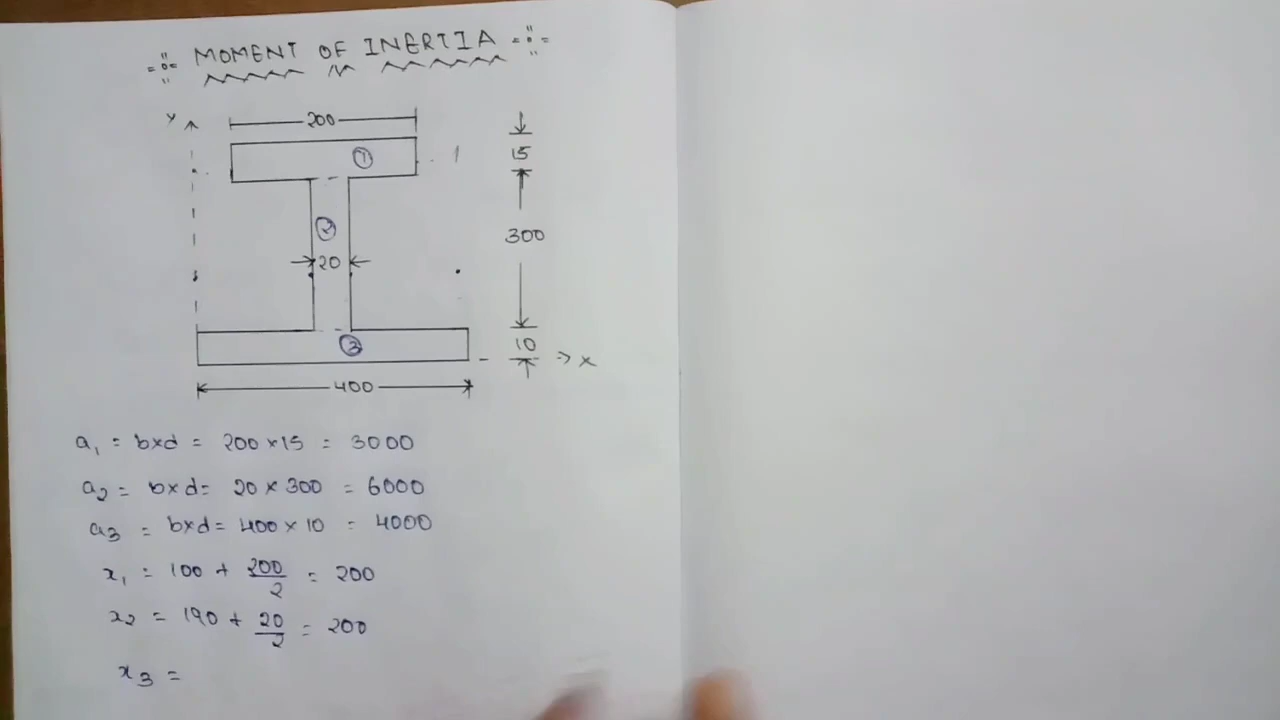 MOMENT OF INERTIA
Y
200
1
15
2
300
20
3
10
x
400
a₁ = b×d = 200×15 = 3000
a₂ = b×d = 20 × 300 = 6000
a₃ = b×d = 400 × 10 = 4000
x₁ = 100 + 200/2 = 200
x₂ = 190 + 20/2 = 200
x₃ =